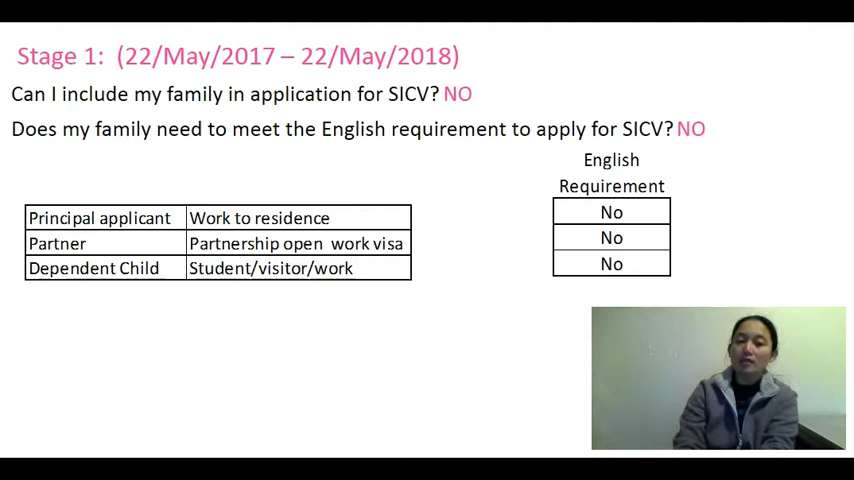 Stage 1: (22/May/2017 – 22/May/2018)
Can I include my family in application for SICV? NO
Does my family need to meet the English requirement to apply for SICV? NO
English
Requirement
Principal applicant Work to residence No
Partner Partnership open work visa No
Dependent Child Student/visitor/work No